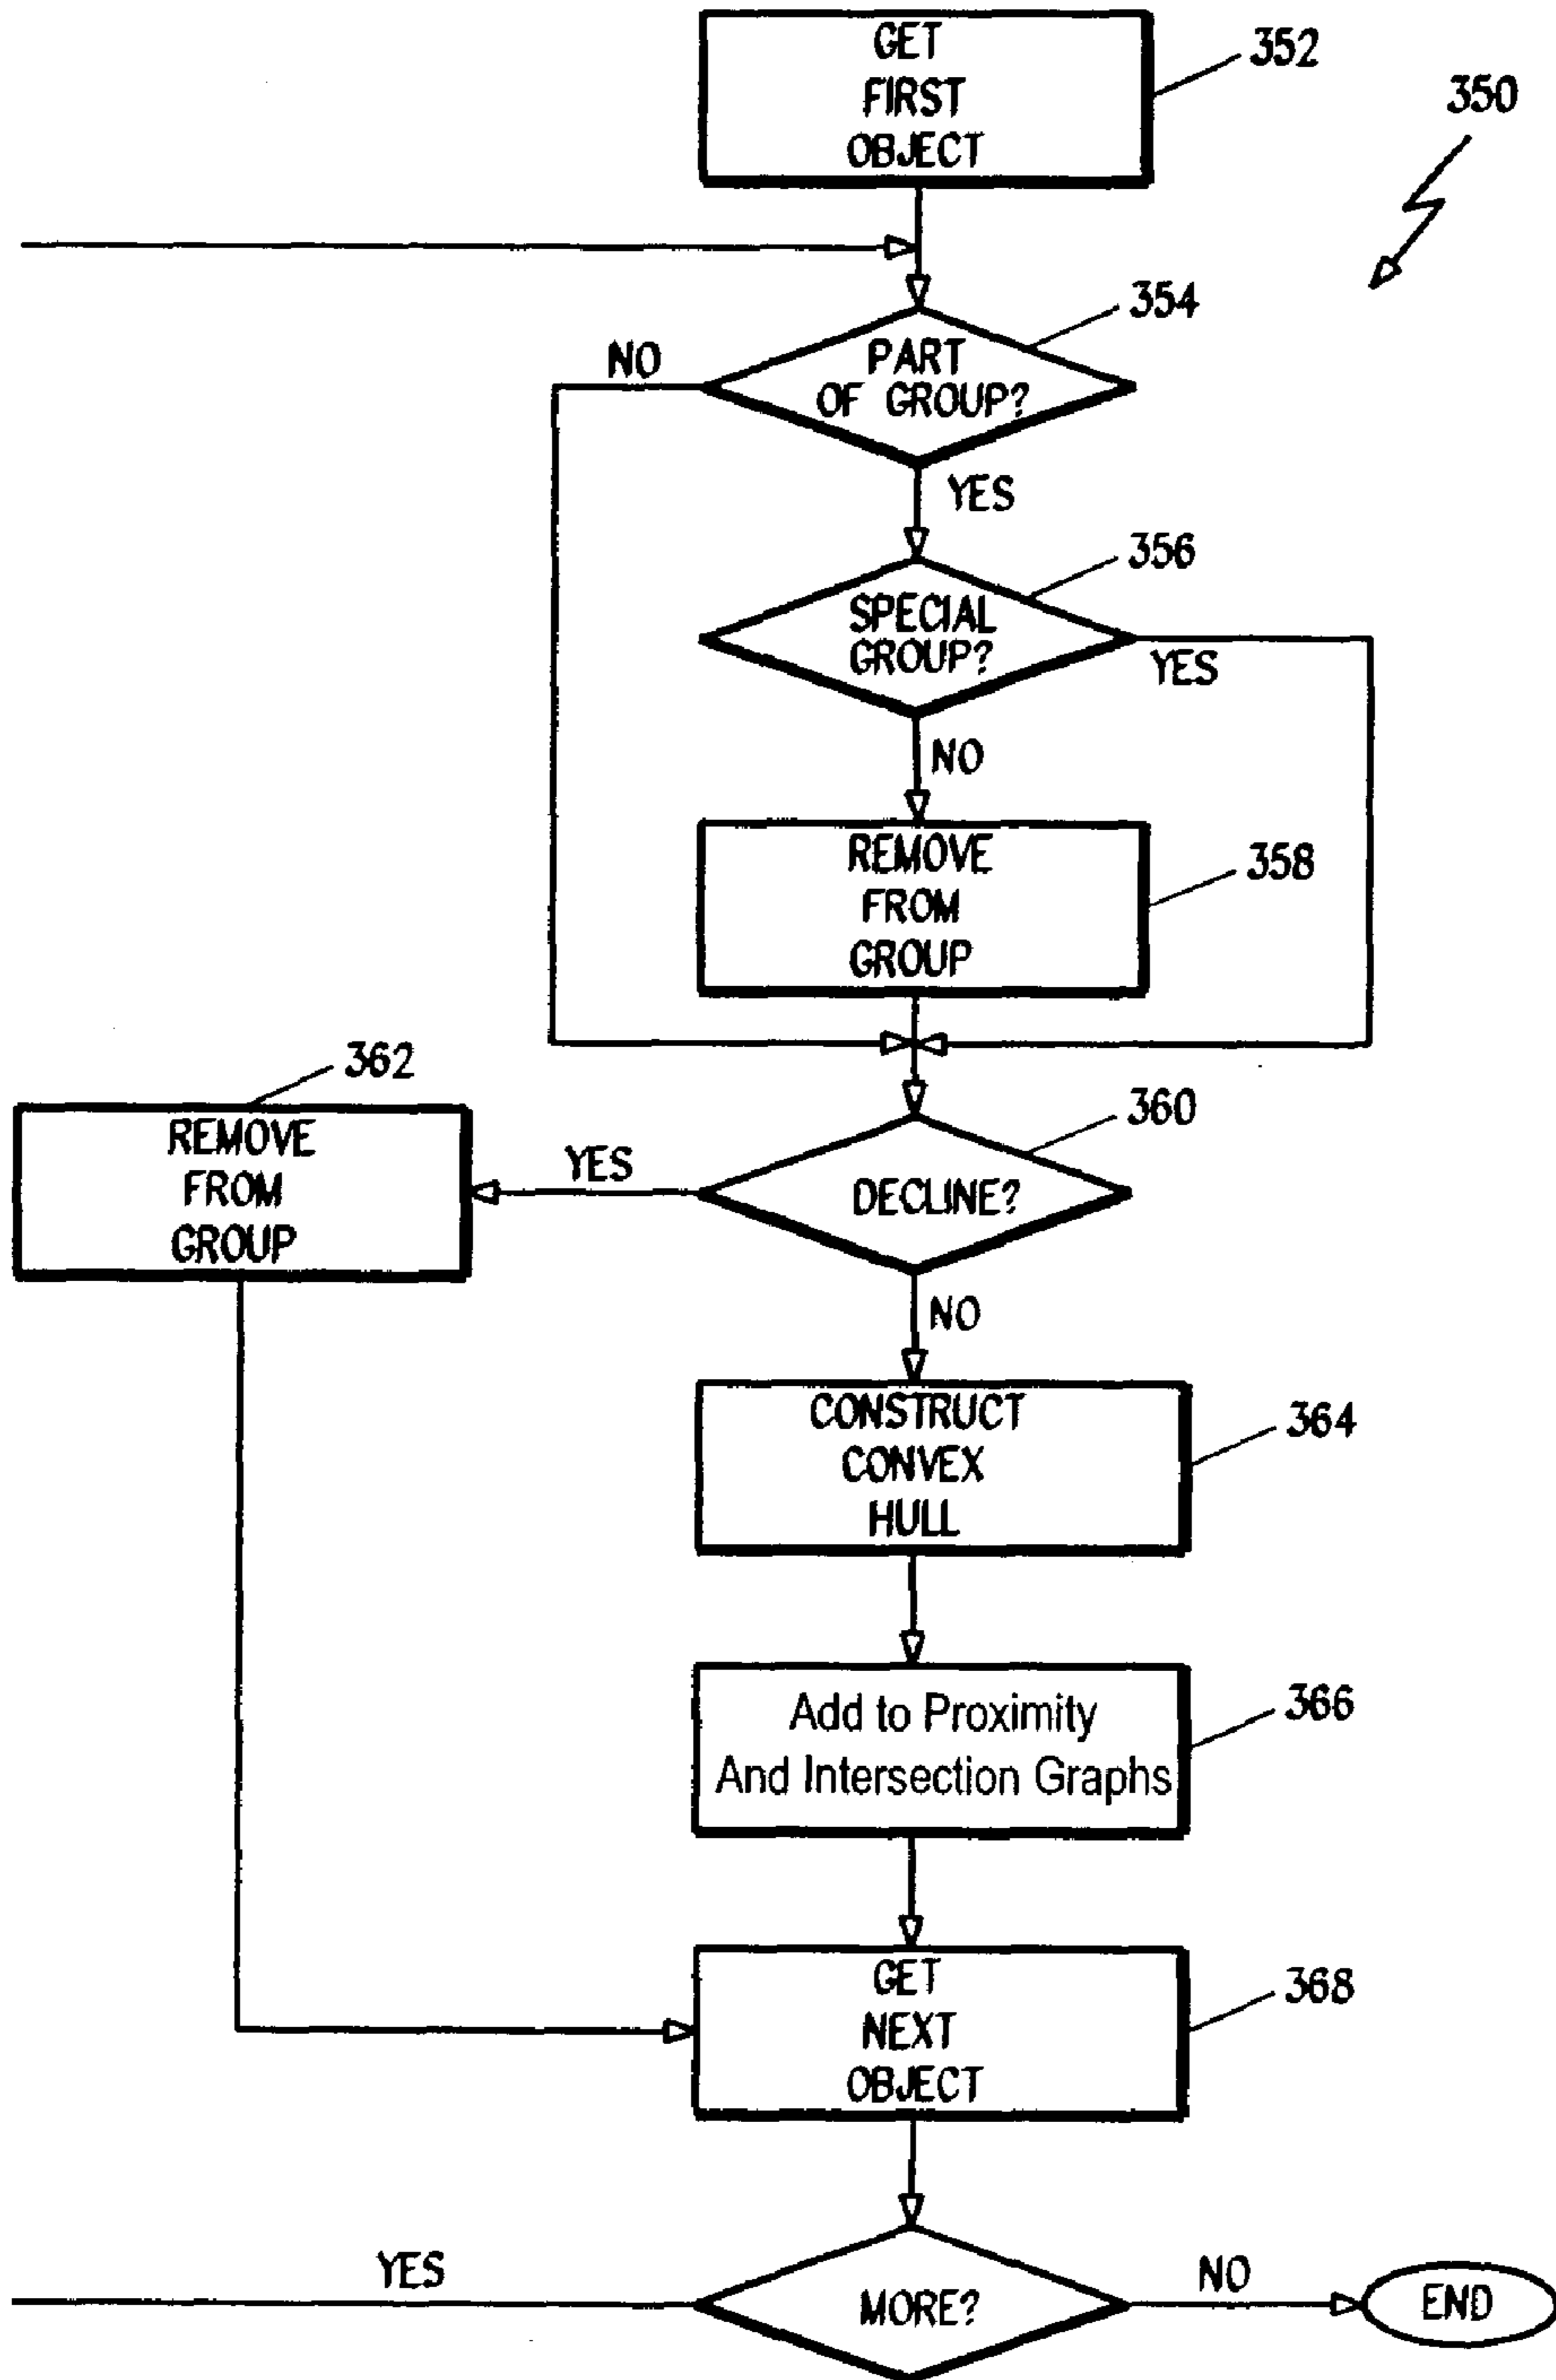 GET
FIRST
OBJECT
352
350
354
NO
PART
OF GROUP?
YES
356
SPECIAL
GROUP?
YES
NO
REMOVE
FROM
GROUP
358
362
REMOVE
FROM
GROUP
YES
360
DECLINE?
NO
CONSTRUCT
CONVEX
HULL
364
Add to Proximity
And Intersection Graphs
366
GET
NEXT
OBJECT
368
YES
MORE?
NO
END